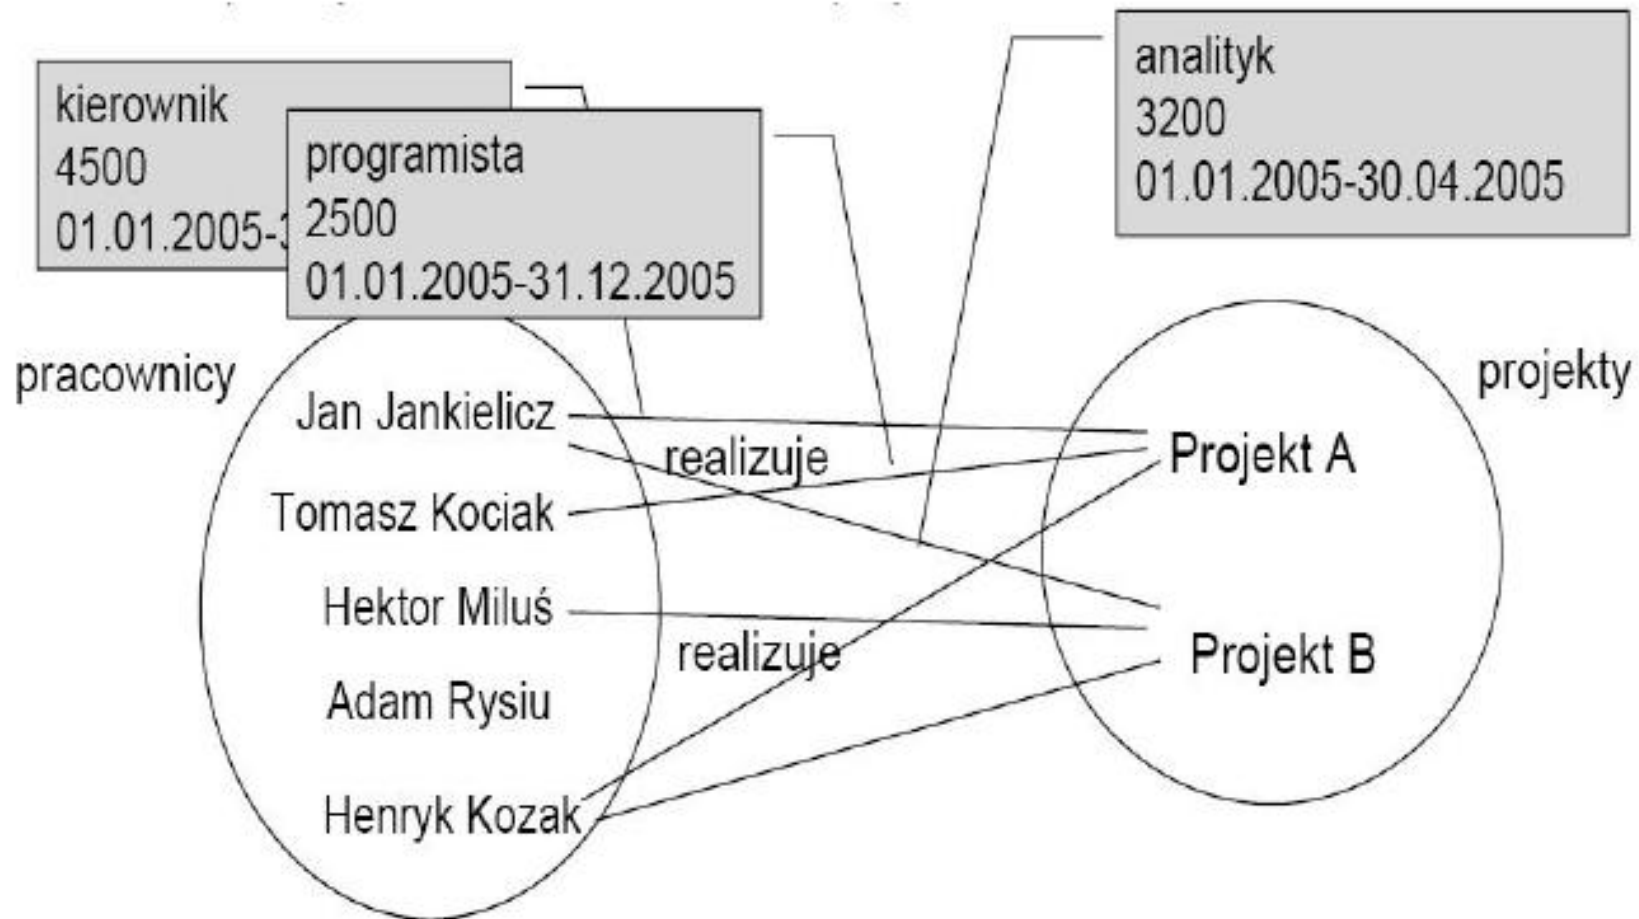 kierownik
4500
01.01.2005-
programista
2500
01.01.2005-31.12.2005
analityk
3200
01.01.2005-30.04.2005
pracownicy
projekty
Jan Jankielicz
Tomasz Kociak
Hektor Miluś
Adam Rysiu
Henryk Kozak
realizuje
realizuje
Projekt A
Projekt B